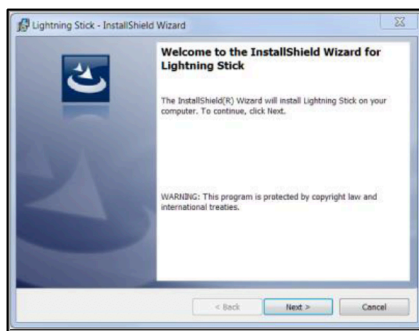 Lightning Stick - InstallShield Wizard
Welcome to the InstallShield Wizard for
Lightning Stick
The InstallShield(R) Wizard will install Lightning Stick on your
computer. To continue, click Next.
WARNING: This program is protected by copyright law and
international treaties.
< Back
Next >
Cancel